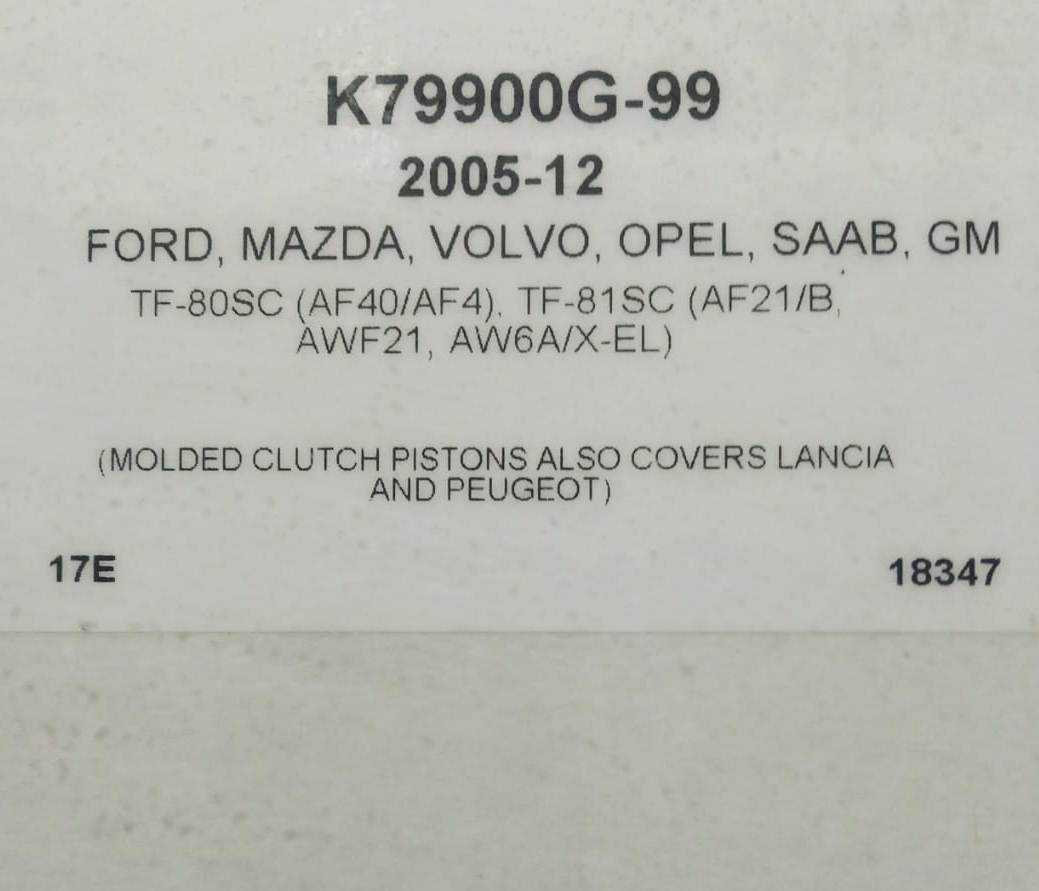 K79900G-99
2005-12
FORD, MAZDA, VOLVO, OPEL, SAAB, GM
TF-80SC (AF40/AF4), TF-81SC (AF21/B,
AWF21, AW6A/X-EL)
(MOLDED CLUTCH PISTONS ALSO COVERS LANCIA
AND PEUGEOT)
17E 18347